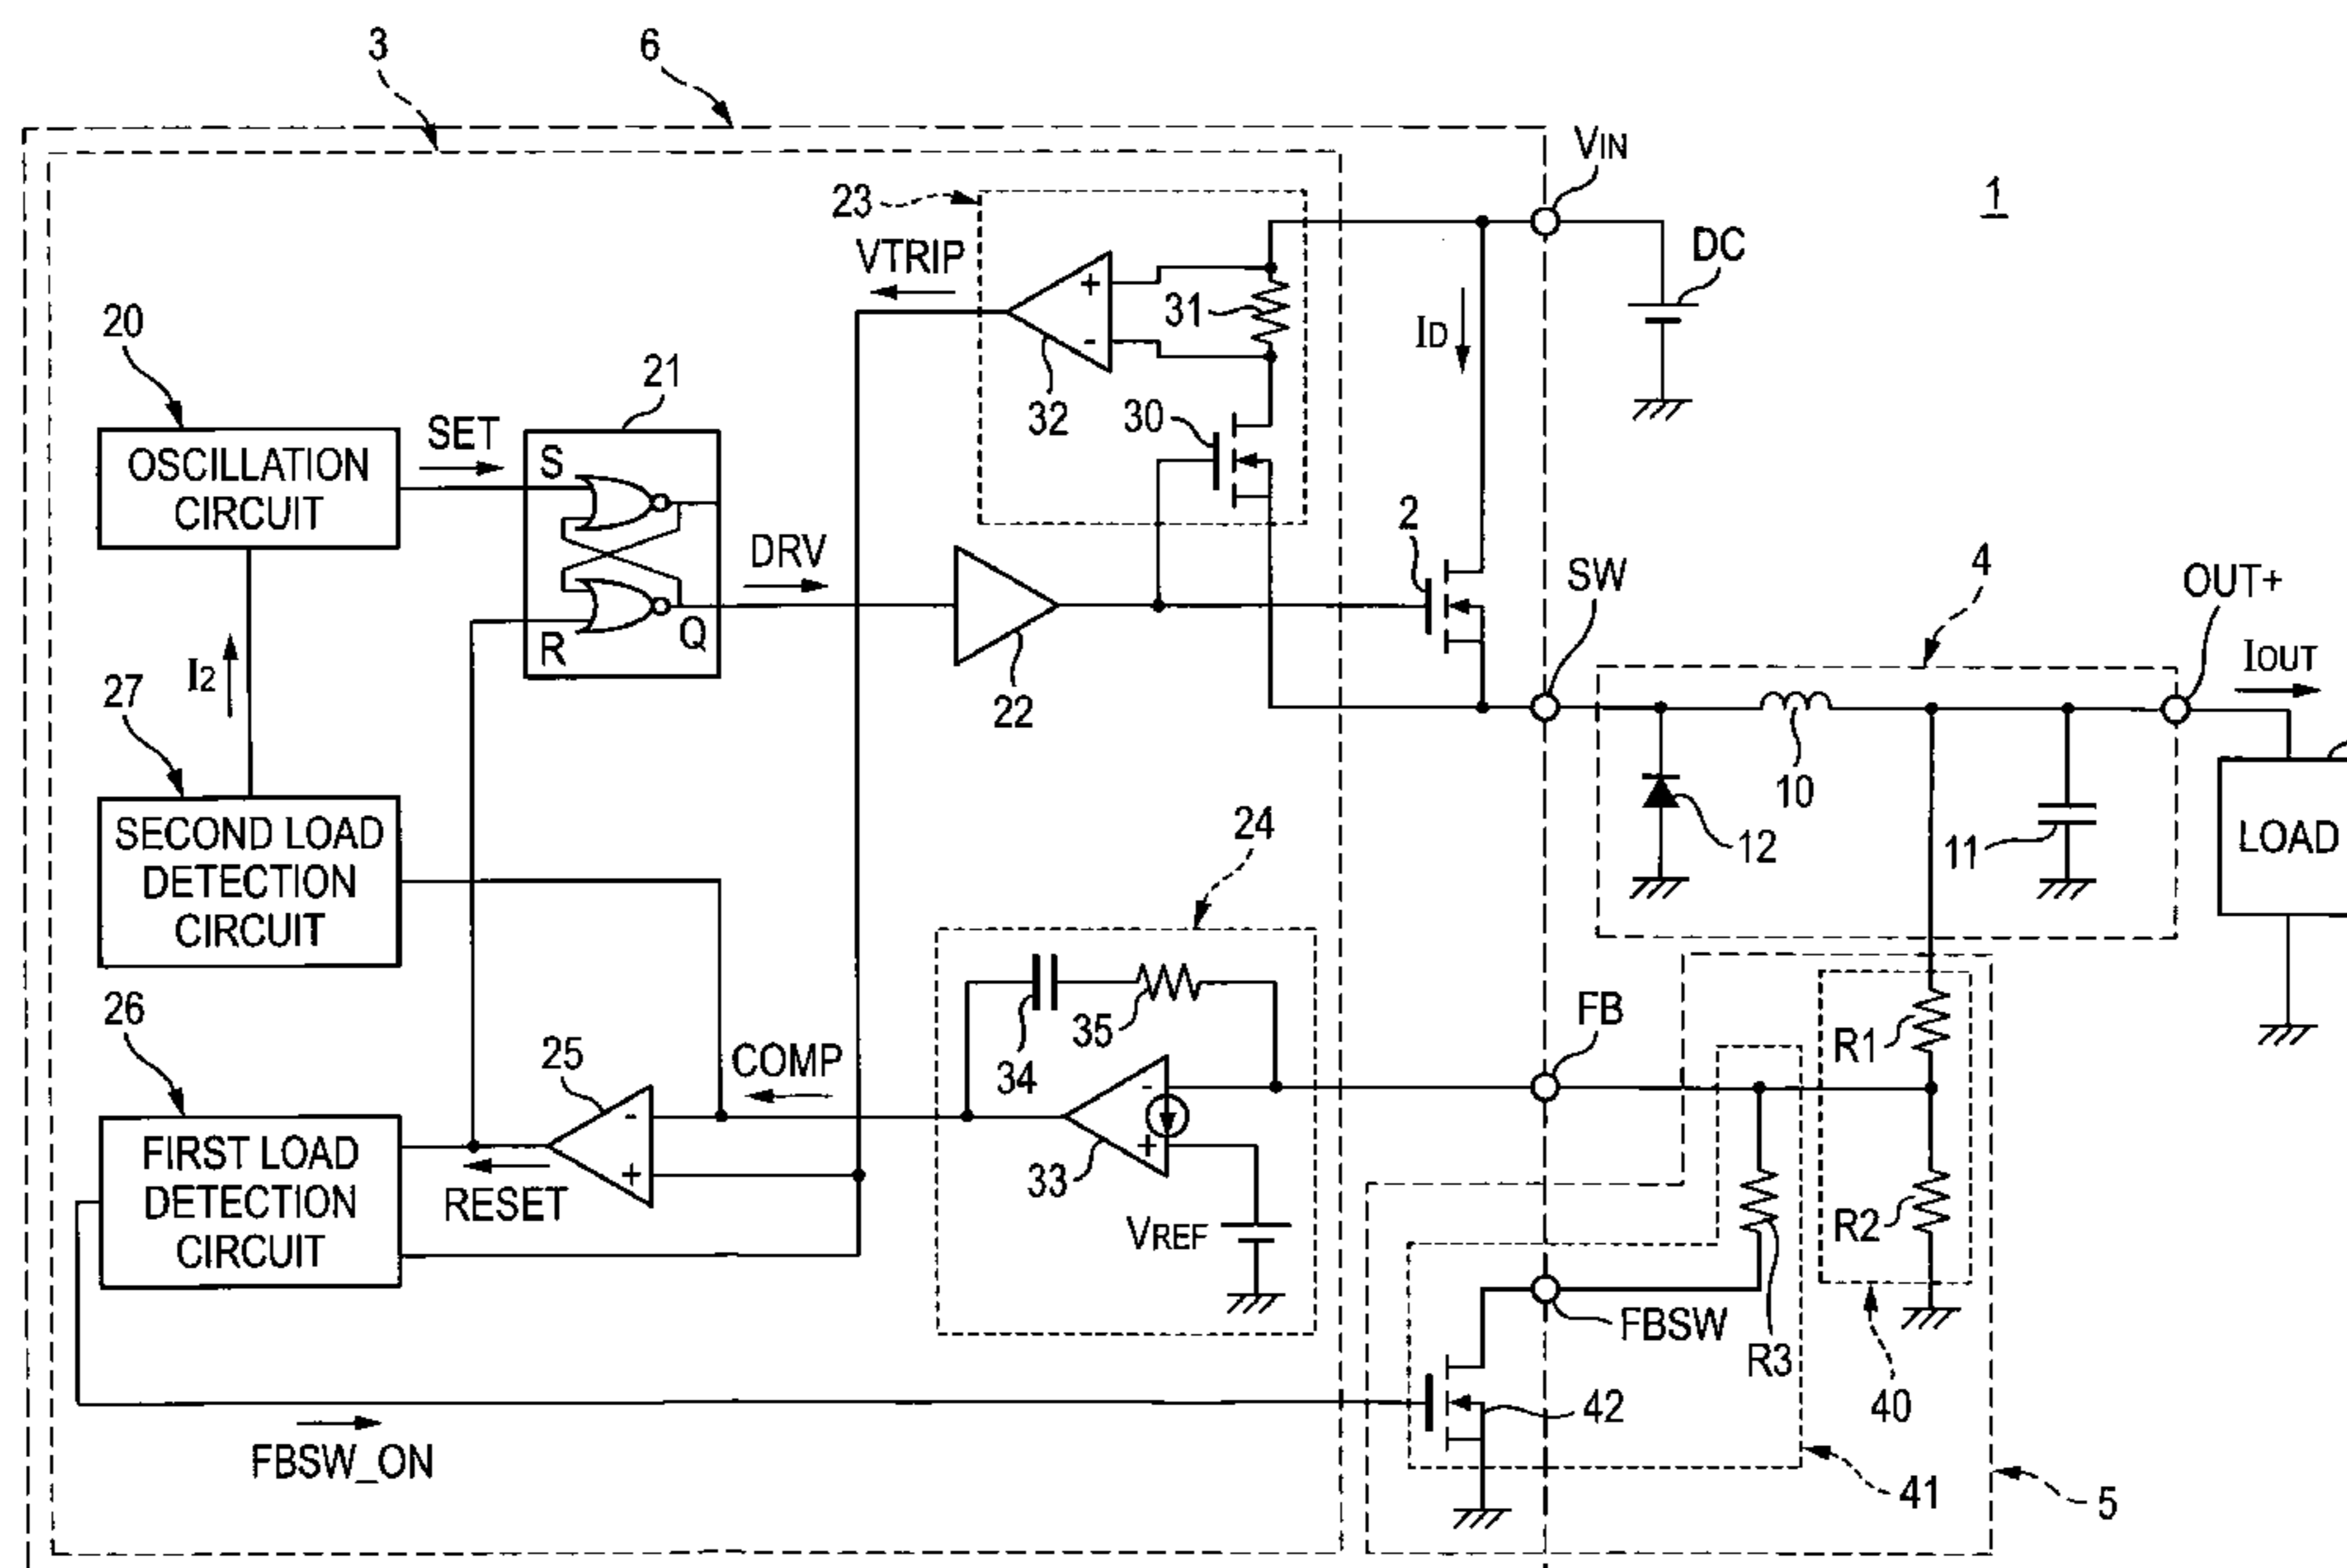 3
6
VIN
1
23
VTRIP
DC
+
31
ID
-
20
32
30
21
SET
S
OSCILLATION
CIRCUIT
2
DRV
SW
4
OUT+
R
Q
IOUT
I2
27
22
10
SECOND LOAD
DETECTION
CIRCUIT
24
12
11
LOAD
26
FB
34
35
R1
25
COMP
-
-
FIRST LOAD
DETECTION
CIRCUIT
+
+
33
RESET
VREF
R2
FBSW
R3
40
42
FBSW_ON
41
5